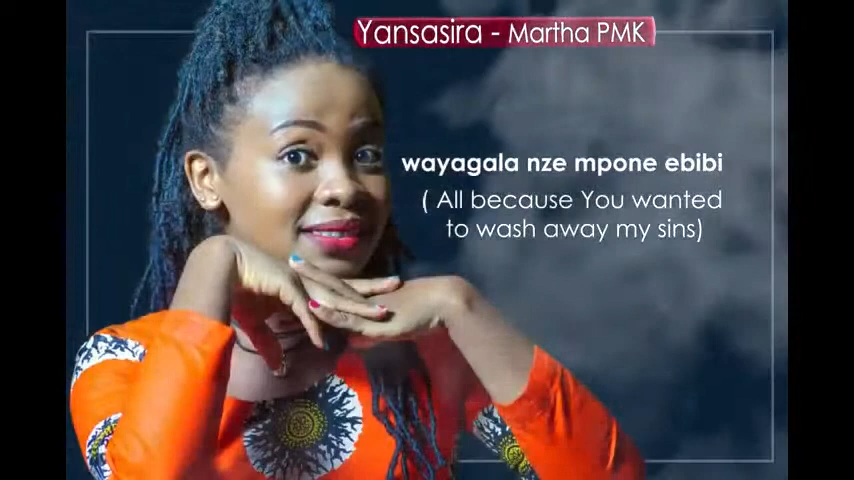 Yansasira - Martha PMK
wayagala nze mpone ebibi
( All because You wanted
to wash away my sins)